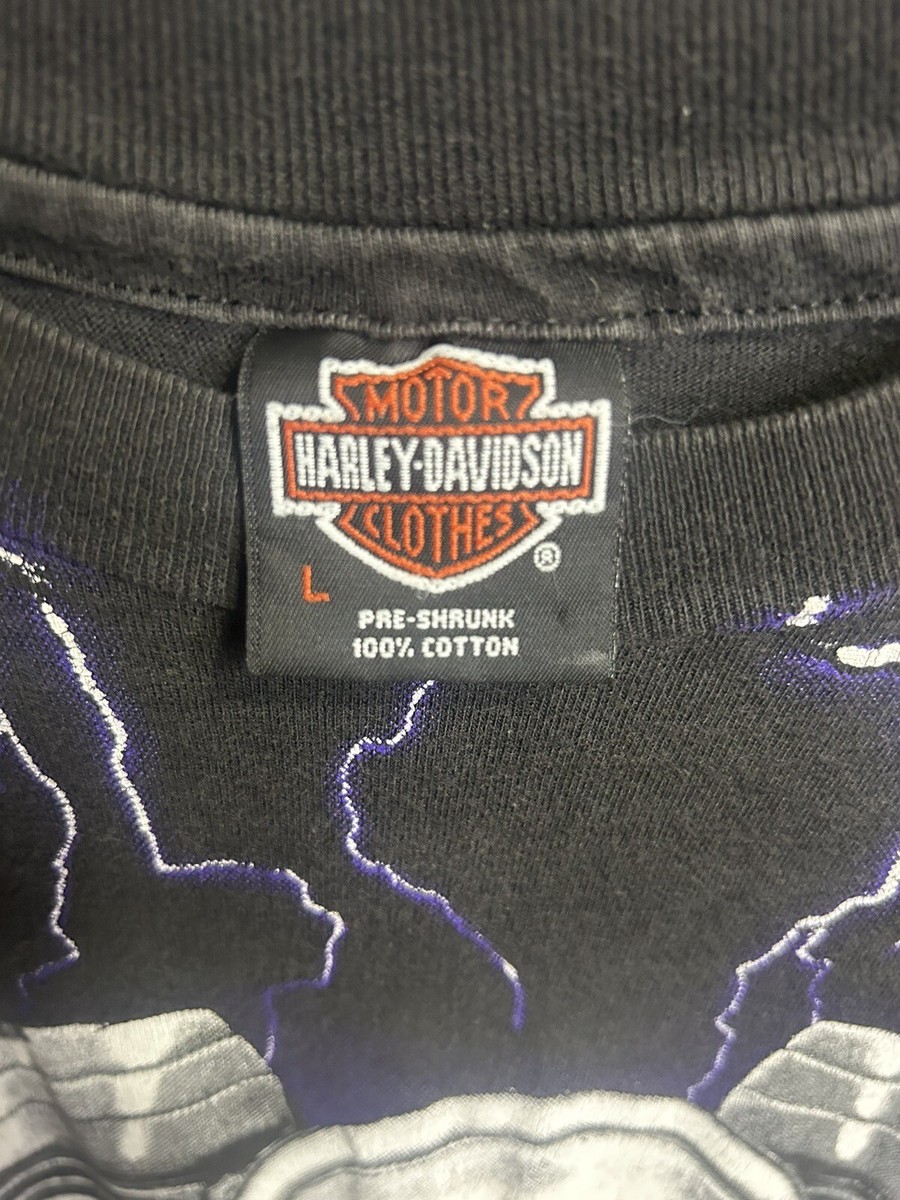 MOTOR
HARLEY-DAVIDSON
CLOTHES
®
L
PRE-SHRUNK
100% COTTON